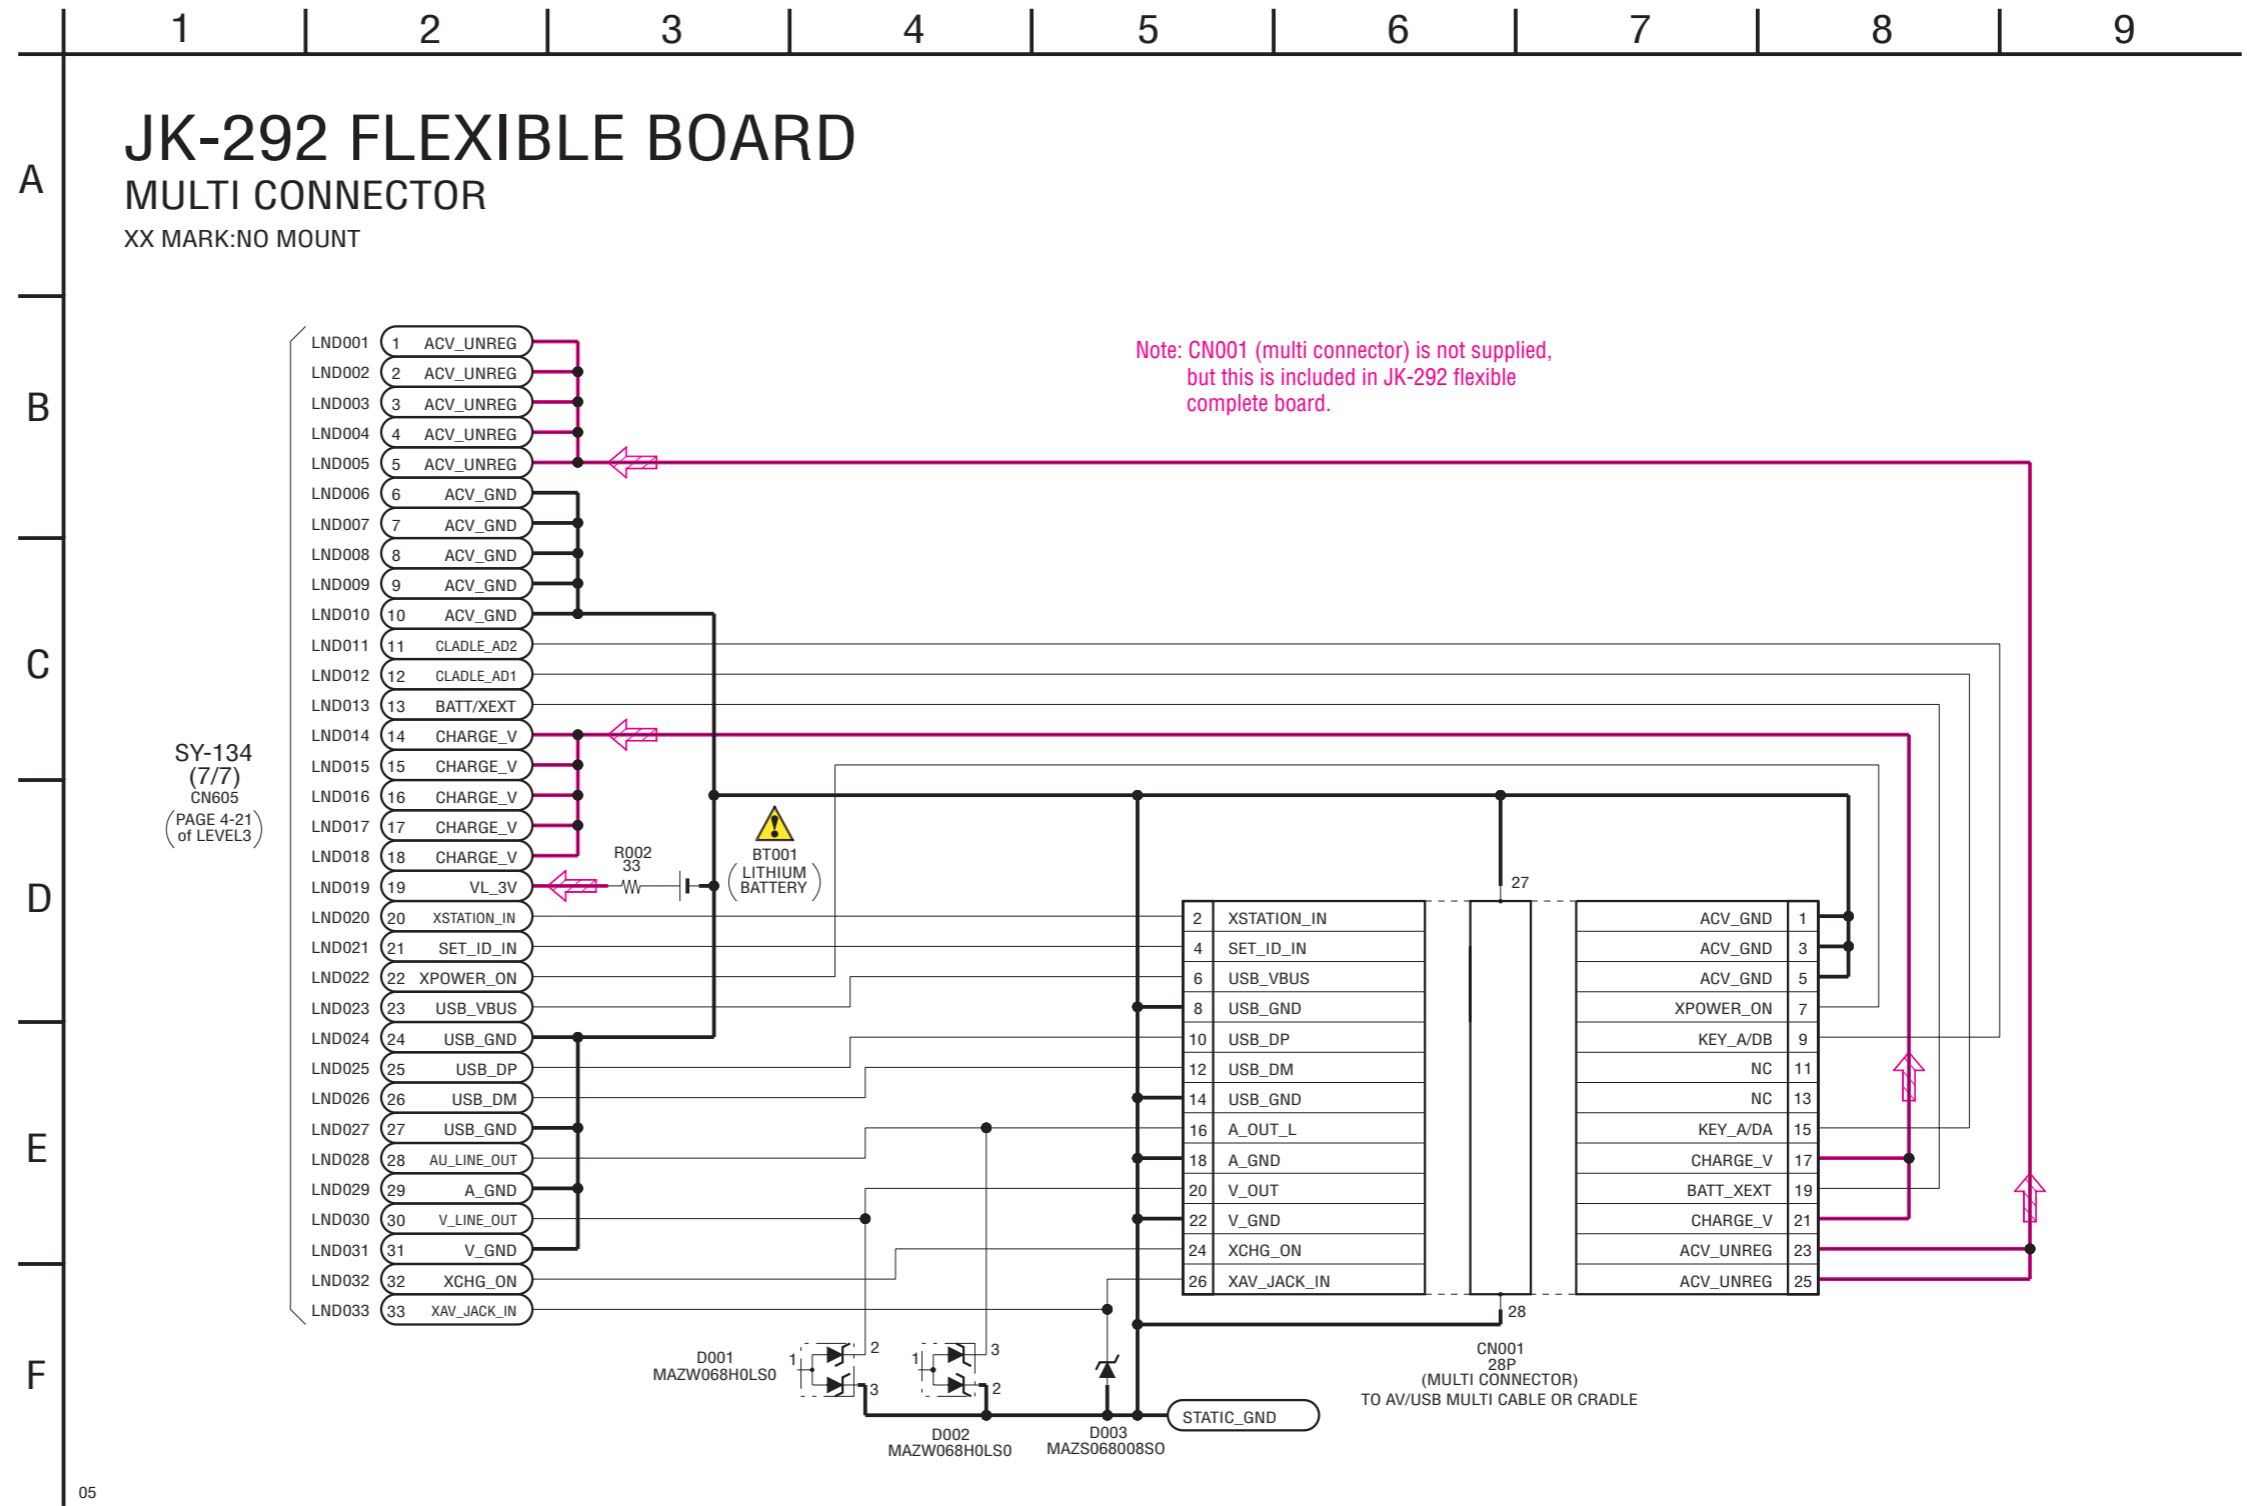 1 2 3 4 5 6 7 8 9
A
B
C
D
E
F
JK-292 FLEXIBLE BOARD
MULTI CONNECTOR
XX MARK:NO MOUNT
Note: CN001 (multi connector) is not supplied,
but this is included in JK-292 flexible
complete board.
SY-134
(7/7)
CN605
(PAGE 4-21
of LEVEL3)
LND001 1 ACV_UNREG
LND002 2 ACV_UNREG
LND003 3 ACV_UNREG
LND004 4 ACV_UNREG
LND005 5 ACV_UNREG
LND006 6 ACV_GND
LND007 7 ACV_GND
LND008 8 ACV_GND
LND009 9 ACV_GND
LND010 10 ACV_GND
LND011 11 CLADLE_AD2
LND012 12 CLADLE_AD1
LND013 13 BATT/XEXT
LND014 14 CHARGE_V
LND015 15 CHARGE_V
LND016 16 CHARGE_V
LND017 17 CHARGE_V
LND018 18 CHARGE_V
LND019 19 VL_3V
LND020 20 XSTATION_IN
LND021 21 SET_ID_IN
LND022 22 XPOWER_ON
LND023 23 USB_VBUS
LND024 24 USB_GND
LND025 25 USB_DP
LND026 26 USB_DM
LND027 27 USB_GND
LND028 28 AU_LINE_OUT
LND029 29 A_GND
LND030 30 V_LINE_OUT
LND031 31 V_GND
LND032 32 XCHG_ON
LND033 33 XAV_JACK_IN
R002
33
BT001
(LITHIUM
BATTERY)
27
2 XSTATION_IN
4 SET_ID_IN
6 USB_VBUS
8 USB_GND
10 USB_DP
12 USB_DM
14 USB_GND
16 A_OUT_L
18 A_GND
20 V_OUT
22 V_GND
24 XCHG_ON
26 XAV_JACK_IN
ACV_GND 1
ACV_GND 3
ACV_GND 5
XPOWER_ON 7
KEY_A/DB 9
NC 11
NC 13
KEY_A/DA 15
CHARGE_V 17
BATT_XEXT 19
CHARGE_V 21
ACV_UNREG 23
ACV_UNREG 25
28
CN001
28P
(MULTI CONNECTOR)
TO AV/USB MULTI CABLE OR CRADLE
D001
MAZW068H0LS0
1 2
3
1 3
2
D002
MAZW068H0LS0
D003
MAZS068008SO
STATIC_GND
05